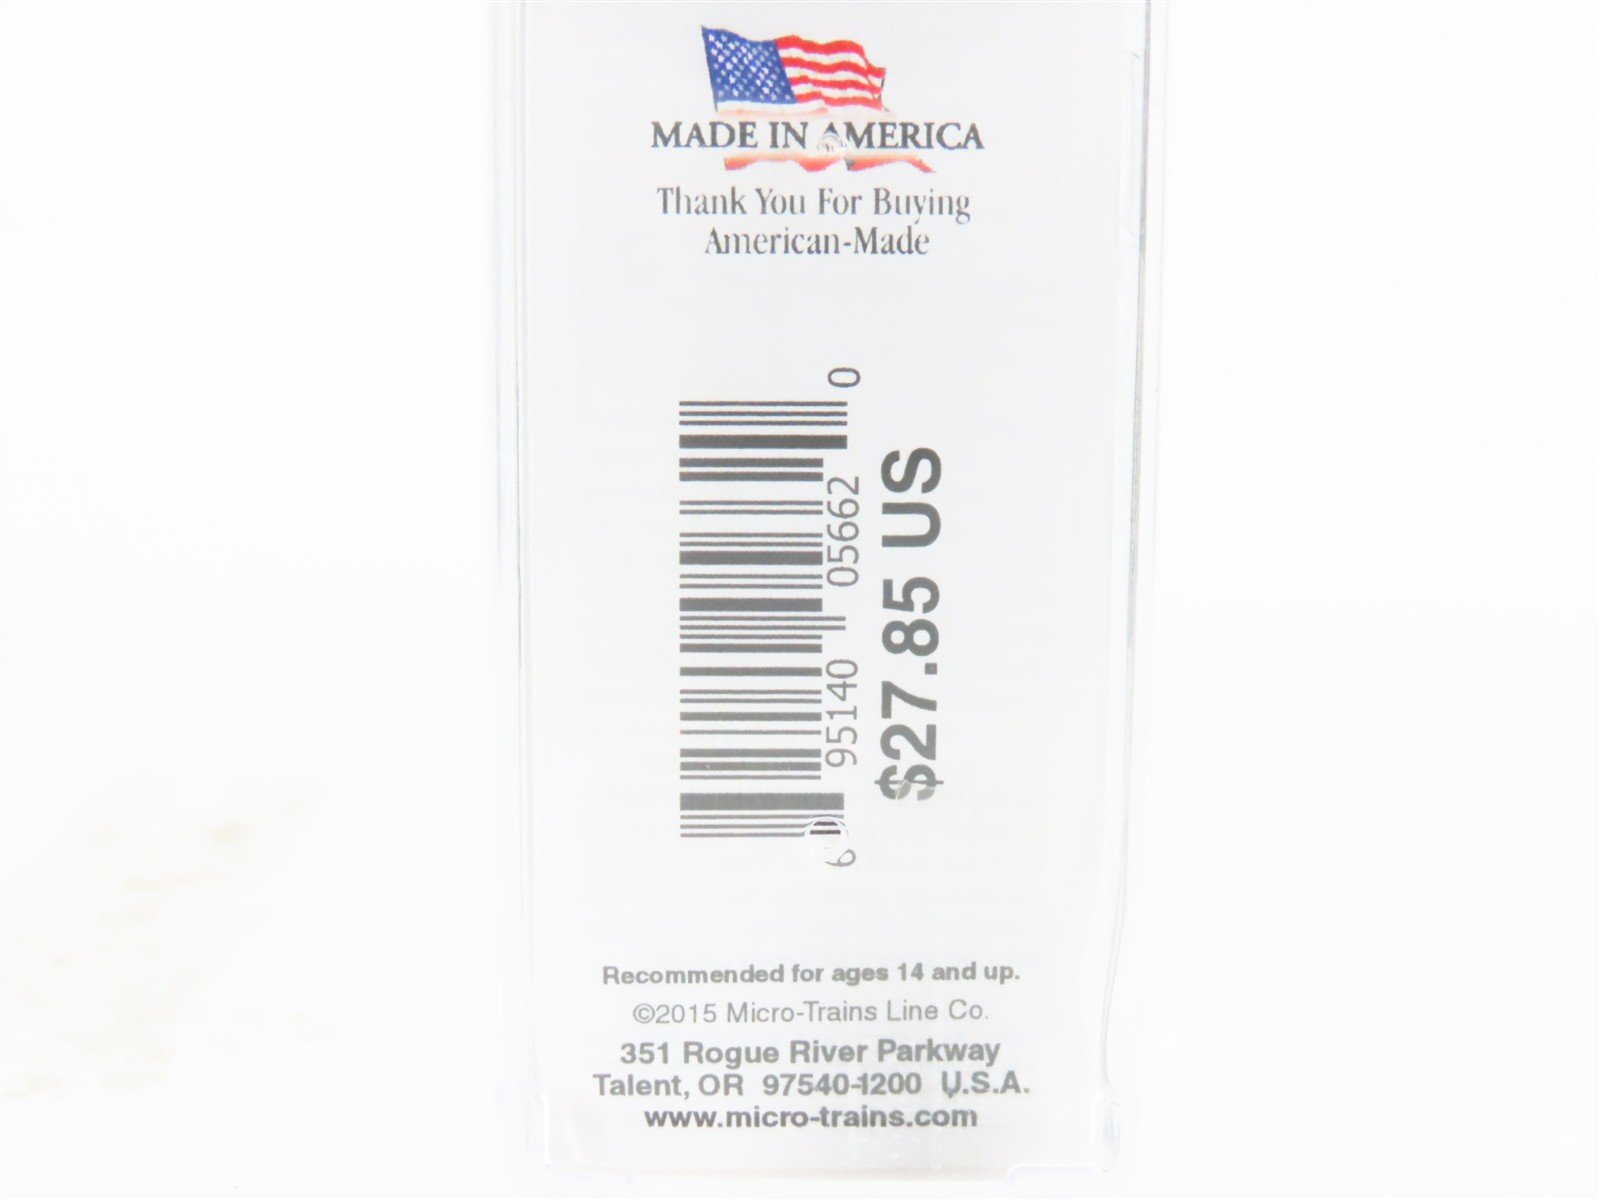 MADE IN AMERICA
Thank You For Buying
American-Made
6 95140 05662 0
$27.85 US
Recommended for ages 14 and up.
©2015 Micro-Trains Line Co.
351 Rogue River Parkway
Talent, OR 97540-1200 U.S.A.
www.micro-trains.com